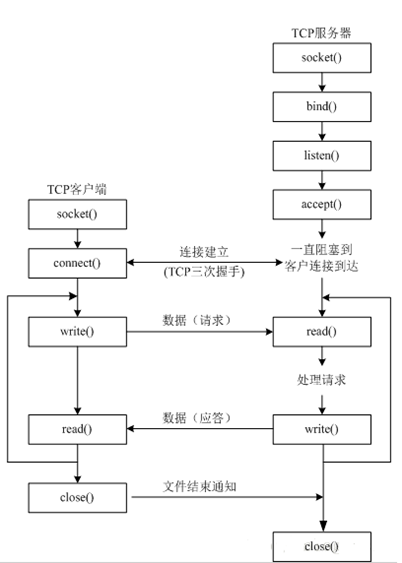 TCP服务器
socket()
bind()
listen()
accept()
TCP客户端
socket()
connect()
连接建立
(TCP三次握手)
一直阻塞到
客户连接到达
write()
数据（请求）
read()
处理请求
read()
数据（应答）
write()
close()
文件结束通知
close()